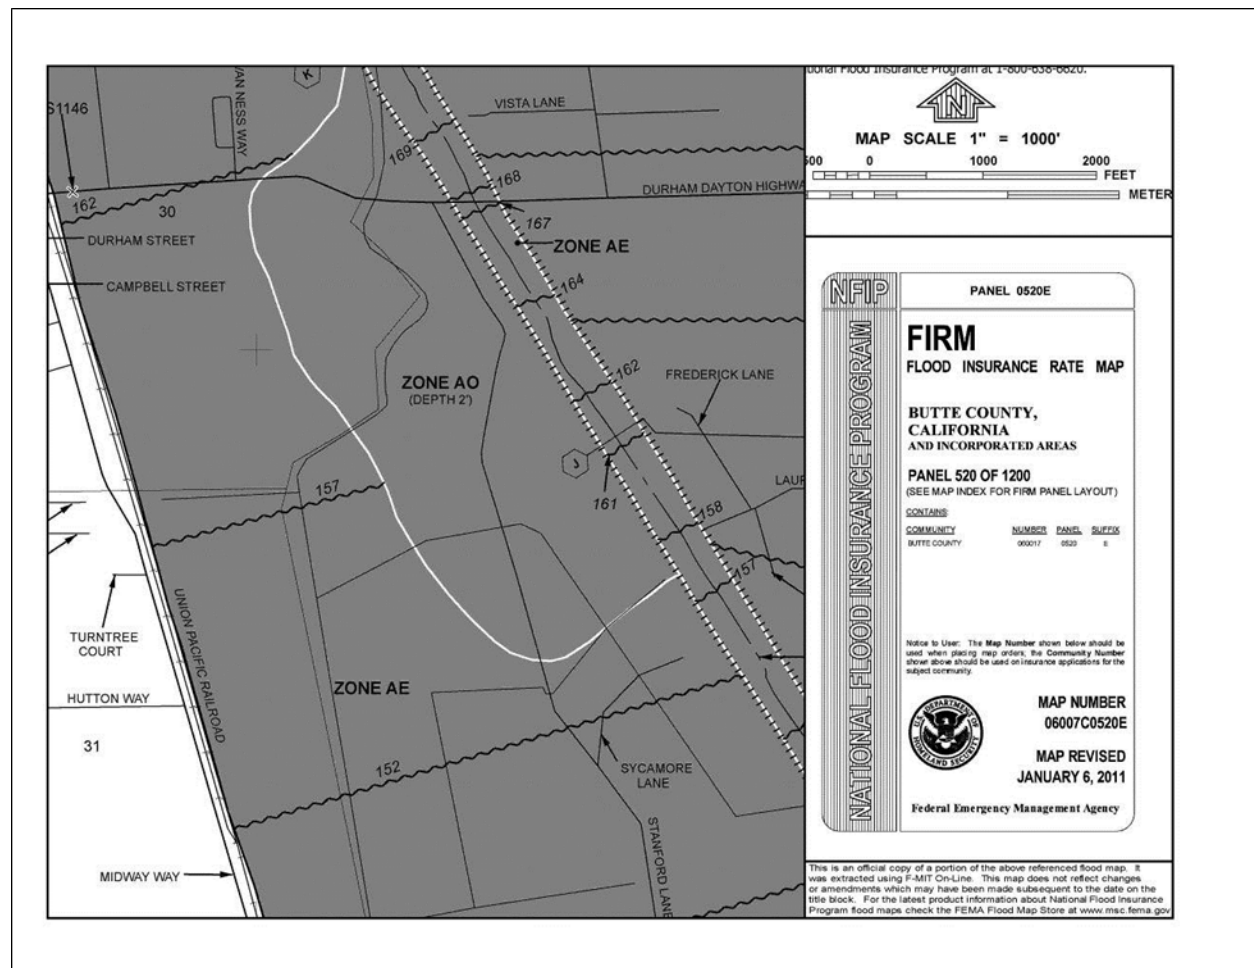 K
VAN NESS WAY
S1146
VISTA LANE
169
168
DURHAM DAYTON HIGHWA
162
30
167
DURHAM STREET
ZONE AE
CAMPBELL STREET
164
162
FREDERICK LANE
ZONE AO
(DEPTH 2')
J
157
161
LAUR
158
157
TURNTREE
COURT
UNION PACIFIC RAILROAD
ZONE AE
HUTTON WAY
31
152
SYCAMORE
LANE
STANFORD LANE
MIDWAY WAY
ional Flood Insurance Program at 1-800-638-6620.
N
MAP SCALE 1" = 1000'
500 0 1000 2000
FEET
METER
NFIP
PANEL 0520E
NATIONAL FLOOD INSURANCE PROGRAM
FIRM
FLOOD INSURANCE RATE MAP
BUTTE COUNTY,
CALIFORNIA
AND INCORPORATED AREAS
PANEL 520 OF 1200
(SEE MAP INDEX FOR FIRM PANEL LAYOUT)
CONTAINS:
COMMUNITY NUMBER PANEL SUFFIX
BUTTE COUNTY 060017 0520 E
Notice to User: The Map Number shown below should be
used when placing map orders; the Community Number
shown above should be used on insurance applications for the
subject community.
U.S. DEPARTMENT OF HOMELAND SECURITY
MAP NUMBER
06007C0520E
MAP REVISED
JANUARY 6, 2011
Federal Emergency Management Agency
This is an official copy of a portion of the above referenced flood map. It
was extracted using F-MIT On-Line. This map does not reflect changes
or amendments which may have been made subsequent to the date on the
title block. For the latest product information about National Flood Insurance
Program flood maps check the FEMA Flood Map Store at www.msc.fema.gov